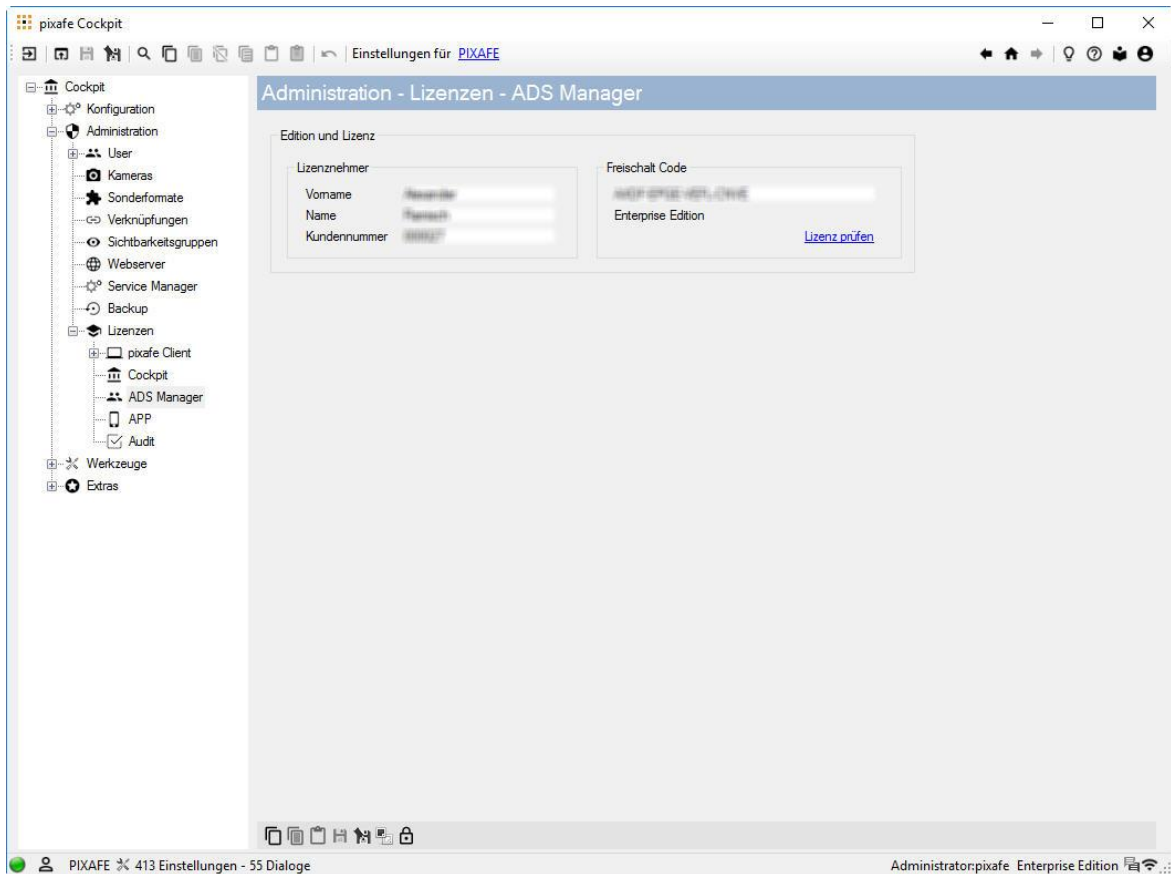 pixafe Cockpit
Einstellungen für PIXAFE
Cockpit
Konfiguration
Administration
User
Kameras
Sonderformate
Verknüpfungen
Sichtbarkeitsgruppen
Webserver
Service Manager
Backup
Lizenzen
pixafe Client
Cockpit
ADS Manager
APP
Audit
Werkzeuge
Extras
Administration - Lizenzen - ADS Manager
Edition und Lizenz
Lizenznehmer
Vorname
Name
Kundennummer
Freischalt Code
Enterprise Edition
Lizenz prüfen
PIXAFE 413 Einstellungen - 55 Dialoge
Administrator:pixafe Enterprise Edition